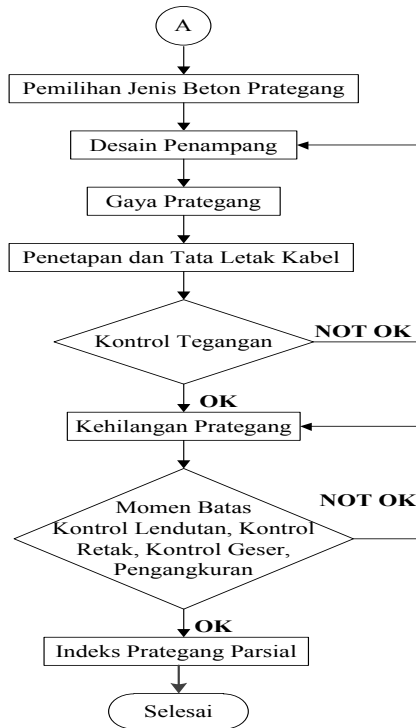 A
Pemilihan Jenis Beton Prategang
Desain Penampang
Gaya Prategang
Penetapan dan Tata Letak Kabel
Kontrol Tegangan
NOT OK
OK
Kehilangan Prategang
Momen Batas
Kontrol Lendutan, Kontrol
Retak, Kontrol Geser,
Pengangkuran
NOT OK
OK
Indeks Prategang Parsial
Selesai